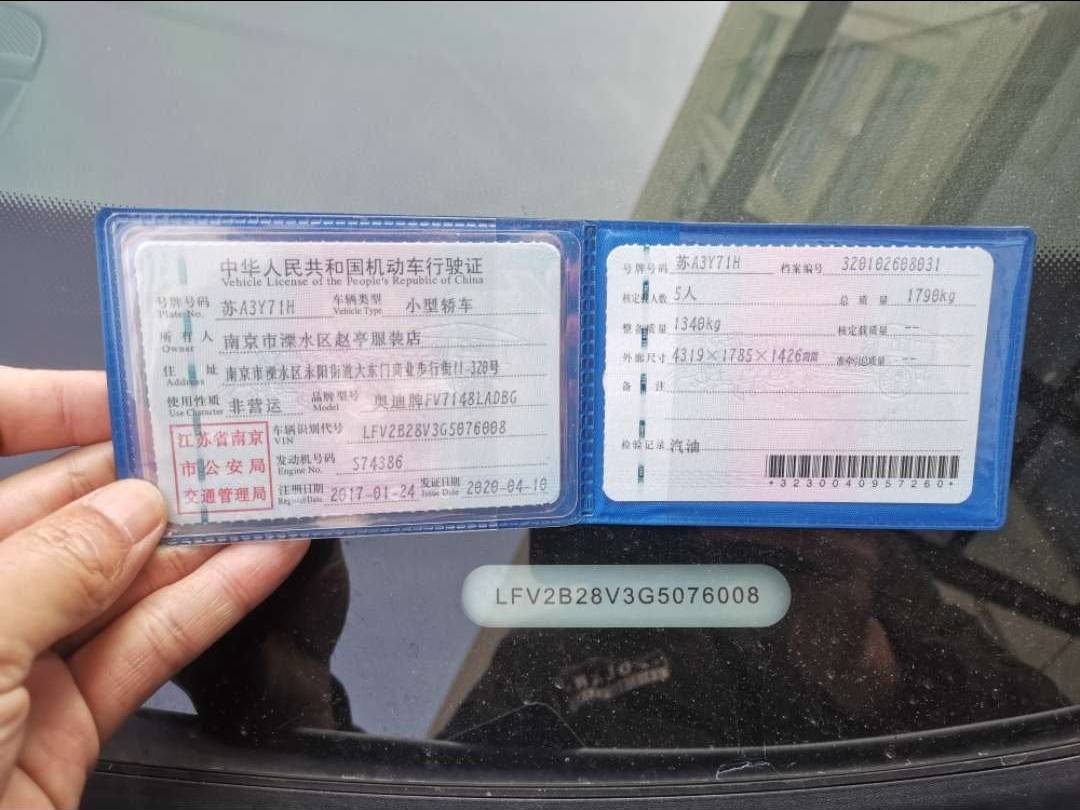 中华人民共和国机动车行驶证
Vehicle License of the People's Republic of China
号牌号码 苏A3Y71H 车辆类型 小型轿车
Plate No. Vehicle Type
所有人 南京市溧水区赵亭服装店
Owner
住址 南京市溧水区永阳街道大东门商业步行街11-320号
Address
使用性质 非营运 品牌型号 奥迪牌FV7148LADBG
Use Character Model
江苏省南京
市公安局
交通管理局
车辆识别代号 LFV2B28V3G5076008
VIN
发动机号码 S74386
Engine No.
注册日期 2017-01-24 发证日期 2020-04-10
Register Date Issue Date
号牌号码 苏A3Y71H 档案编号 320102608031
核定载人数 5人 总质量 1790kg
整备质量 1340kg 核定载质量 --
外廓尺寸 4319×1785×1426mm 准牵引总质量 --
备注
检验记录 汽油
*3230040957260*
LFV2B28V3G5076008